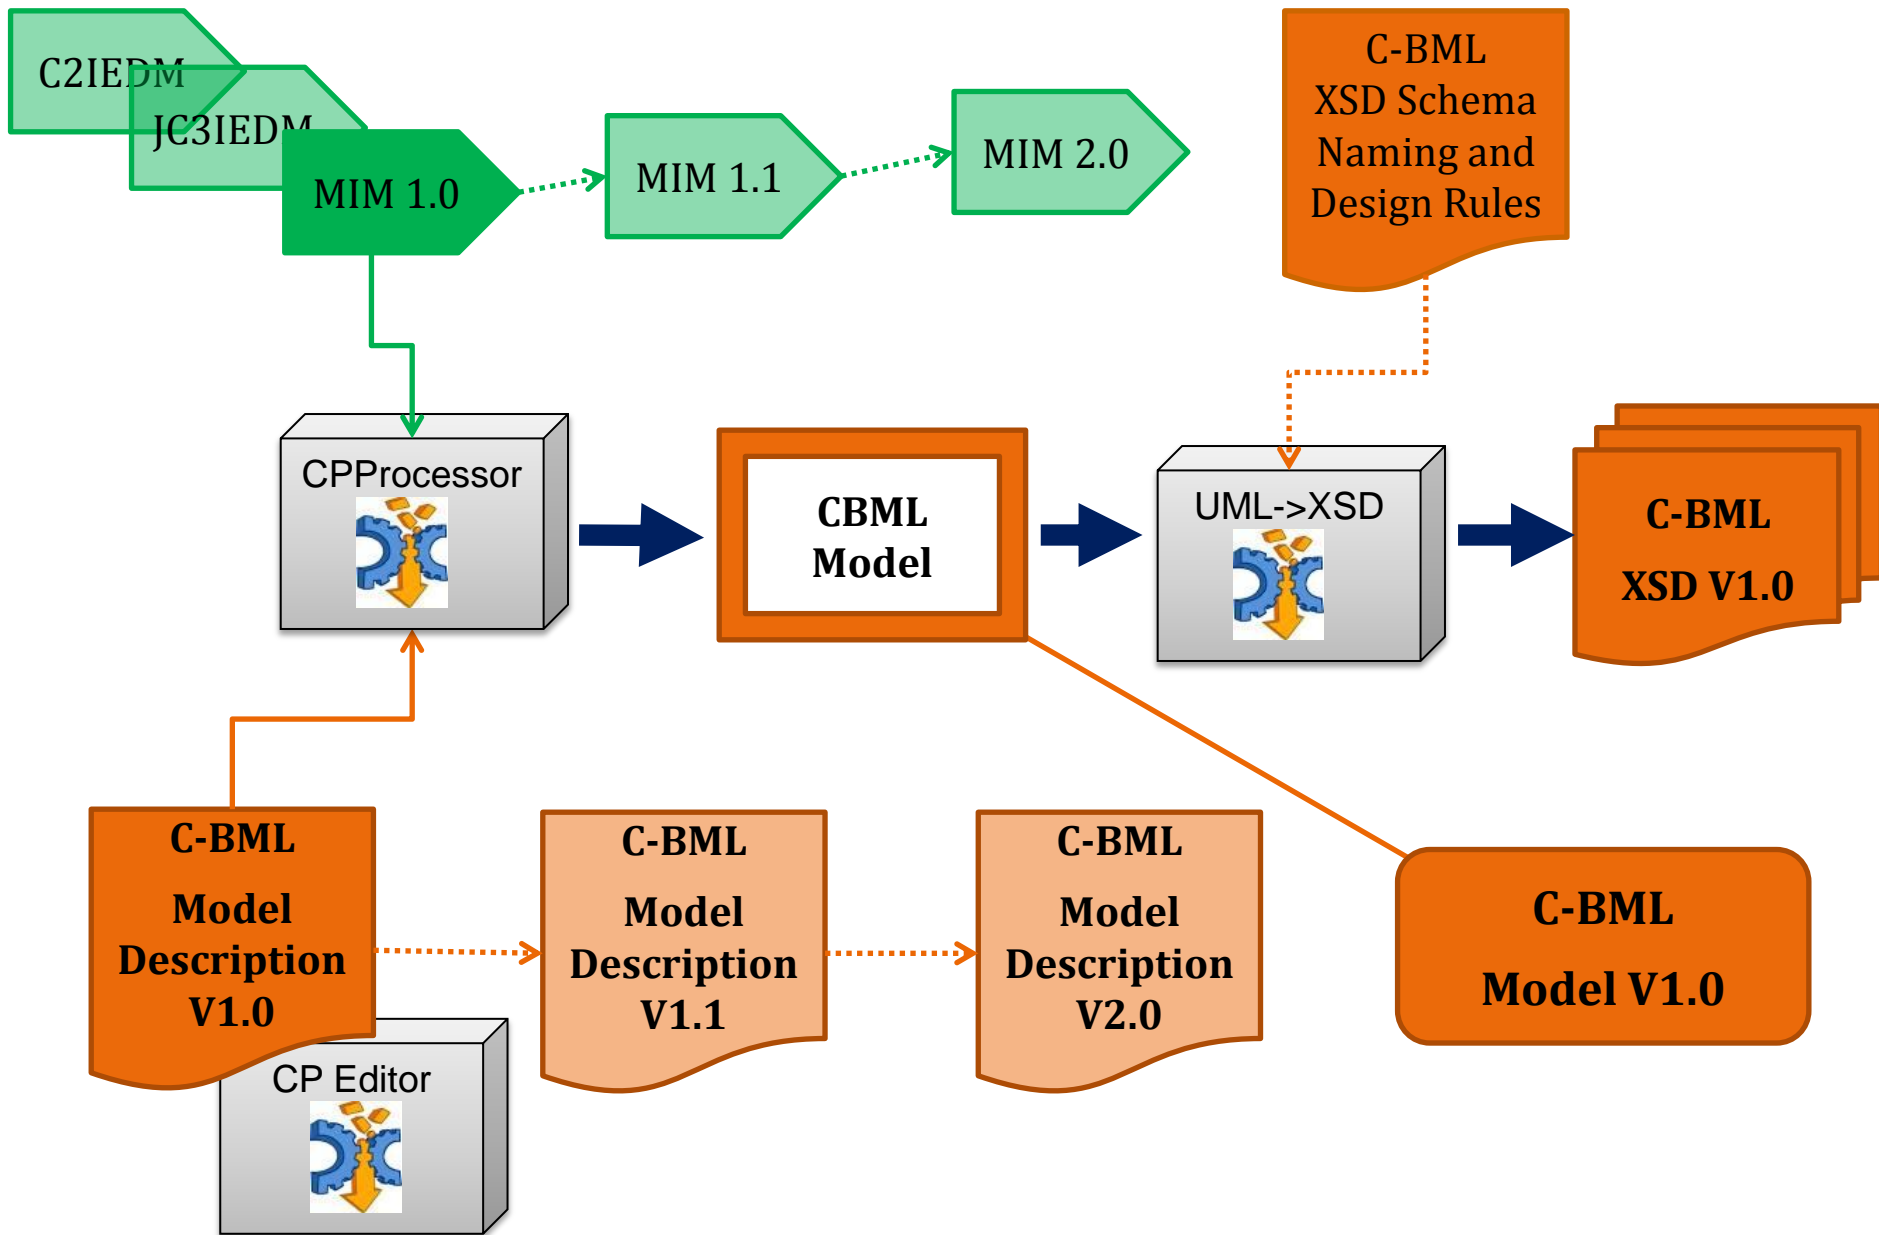 C2IEDM
JC3IEDM
MIM 1.0
MIM 1.1
MIM 2.0
C-BML
XSD Schema
Naming and
Design Rules
CPProcessor
CBML
Model
UML->XSD
C-BML
XSD V1.0
C-BML
Model
Description
V1.0
C-BML
Model
Description
V1.1
C-BML
Model
Description
V2.0
C-BML
Model V1.0
CP Editor